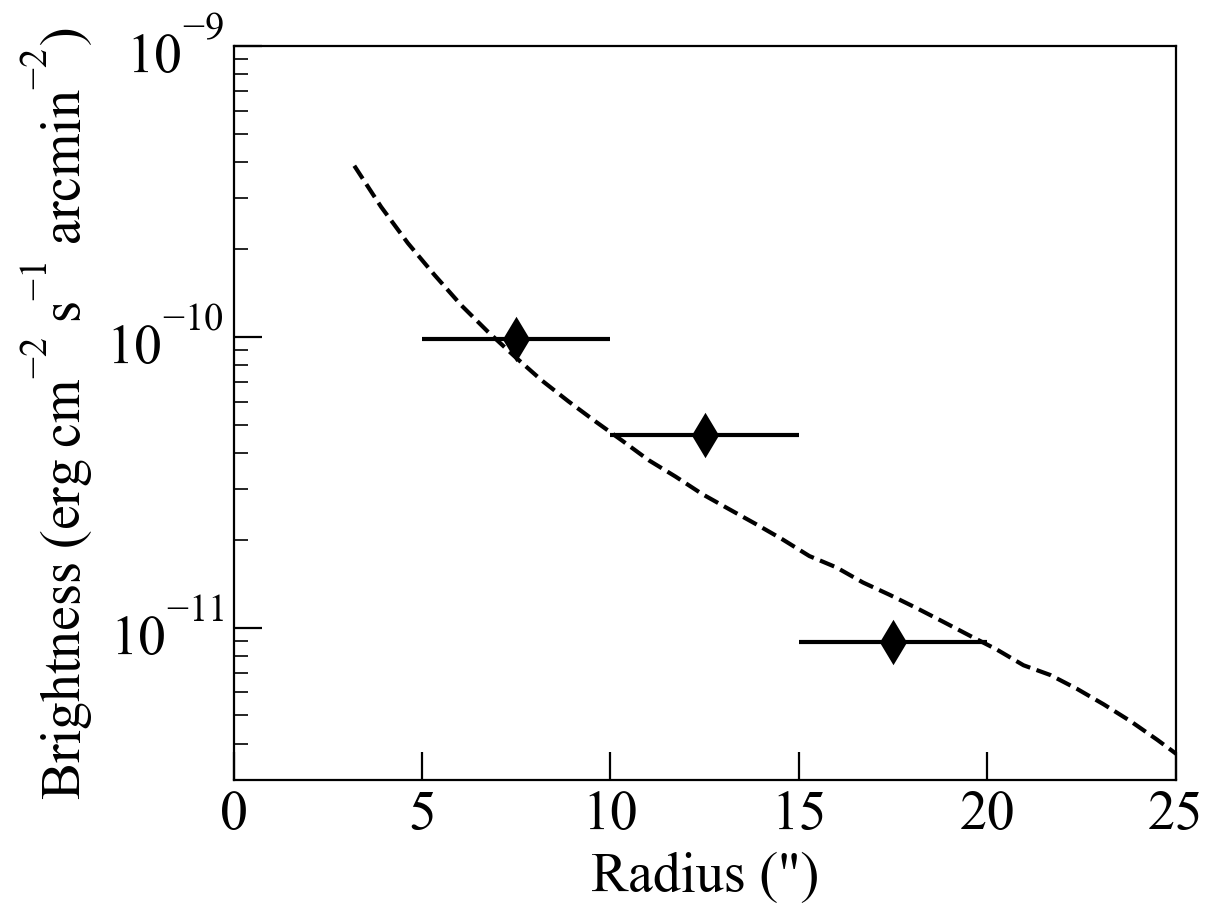 10⁻⁹
10⁻¹⁰
10⁻¹¹
Brightness (erg cm⁻² s⁻¹ arcmin⁻²)
0 5 10 15 20 25
Radius (")